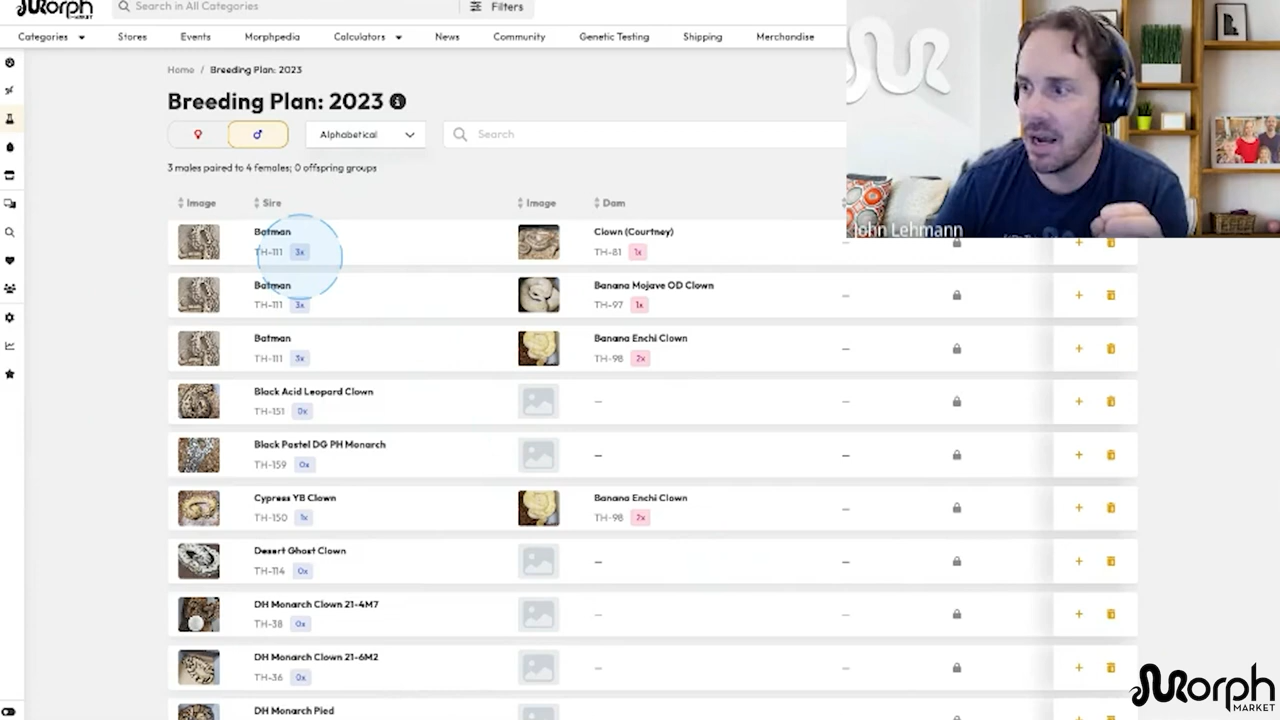 Morph
MARKET
Search in All Categories
Filters
Categories
Stores
Events
Morphpedia
Calculators
News
Community
Genetic Testing
Shipping
Merchandise
Home / Breeding Plan: 2023
Breeding Plan: 2023
Alphabetical
Search
3 males paired to 4 females; 0 offspring groups
Image Sire Image Dam
Batman Clown (Courtney)
TH-111 3x TH-81 1x
Batman Banana Mojave OD Clown
TH-111 3x TH-97 1x
Batman Banana Enchi Clown
TH-111 3x TH-98 2x
Black Acid Leopard Clown
TH-151 0x
Black Pastel DG PH Monarch
TH-159 0x
Cypress YB Clown Banana Enchi Clown
TH-150 1x TH-98 2x
Desert Ghost Clown
TH-114 0x
DH Monarch Clown 21-4M7
TH-38 0x
DH Monarch Clown 21-6M2
TH-36 0x
DH Monarch Pied
John Lehmann
Morph
MARKET